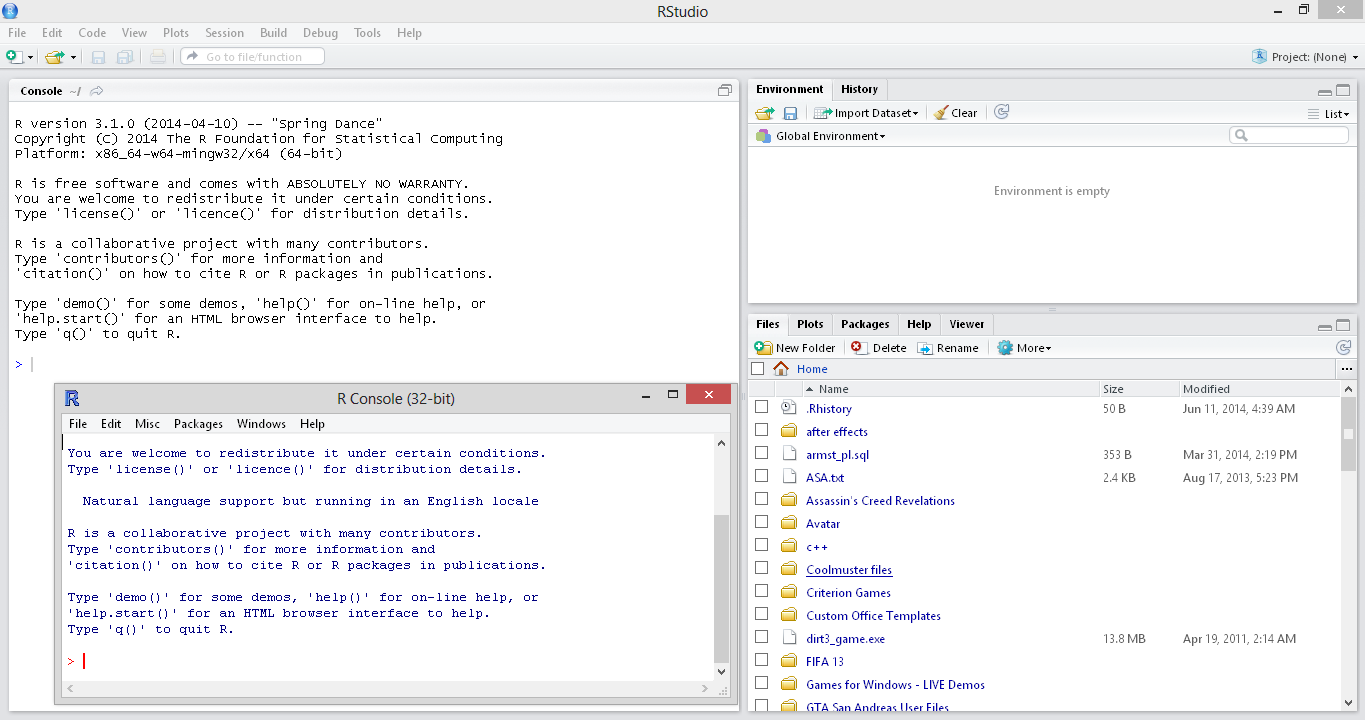 RStudio
File Edit Code View Plots Session Build Debug Tools Help
Go to file/function
Project: (None)
Console ~/
R version 3.1.0 (2014-04-10) -- "Spring Dance"
Copyright (C) 2014 The R Foundation for Statistical Computing
Platform: x86_64-w64-mingw32/x64 (64-bit)
R is free software and comes with ABSOLUTELY NO WARRANTY.
You are welcome to redistribute it under certain conditions.
Type 'license()' or 'licence()' for distribution details.
R is a collaborative project with many contributors.
Type 'contributors()' for more information and
'citation()' on how to cite R or R packages in publications.
Type 'demo()' for some demos, 'help()' for on-line help, or
'help.start()' for an HTML browser interface to help.
Type 'q()' to quit R.
>
R Console (32-bit)
File Edit Misc Packages Windows Help
You are welcome to redistribute it under certain conditions.
Type 'license()' or 'licence()' for distribution details.
Natural language support but running in an English locale
R is a collaborative project with many contributors.
Type 'contributors()' for more information and
'citation()' on how to cite R or R packages in publications.
Type 'demo()' for some demos, 'help()' for on-line help, or
'help.start()' for an HTML browser interface to help.
Type 'q()' to quit R.
>
Environment History
Import Dataset Clear List
Global Environment
Environment is empty
Files Plots Packages Help Viewer
New Folder Delete Rename More
Home ...
Name Size Modified
.Rhistory 50 B Jun 11, 2014, 4:39 AM
after effects
armst_pl.sql 353 B Mar 31, 2014, 2:19 PM
ASA.txt 2.4 KB Aug 17, 2013, 5:23 PM
Assassin's Creed Revelations
Avatar
c++
Coolmuster files
Criterion Games
Custom Office Templates
dirt3_game.exe 13.8 MB Apr 19, 2011, 2:14 AM
FIFA 13
Games for Windows - LIVE Demos
GTA San Andreas User Files